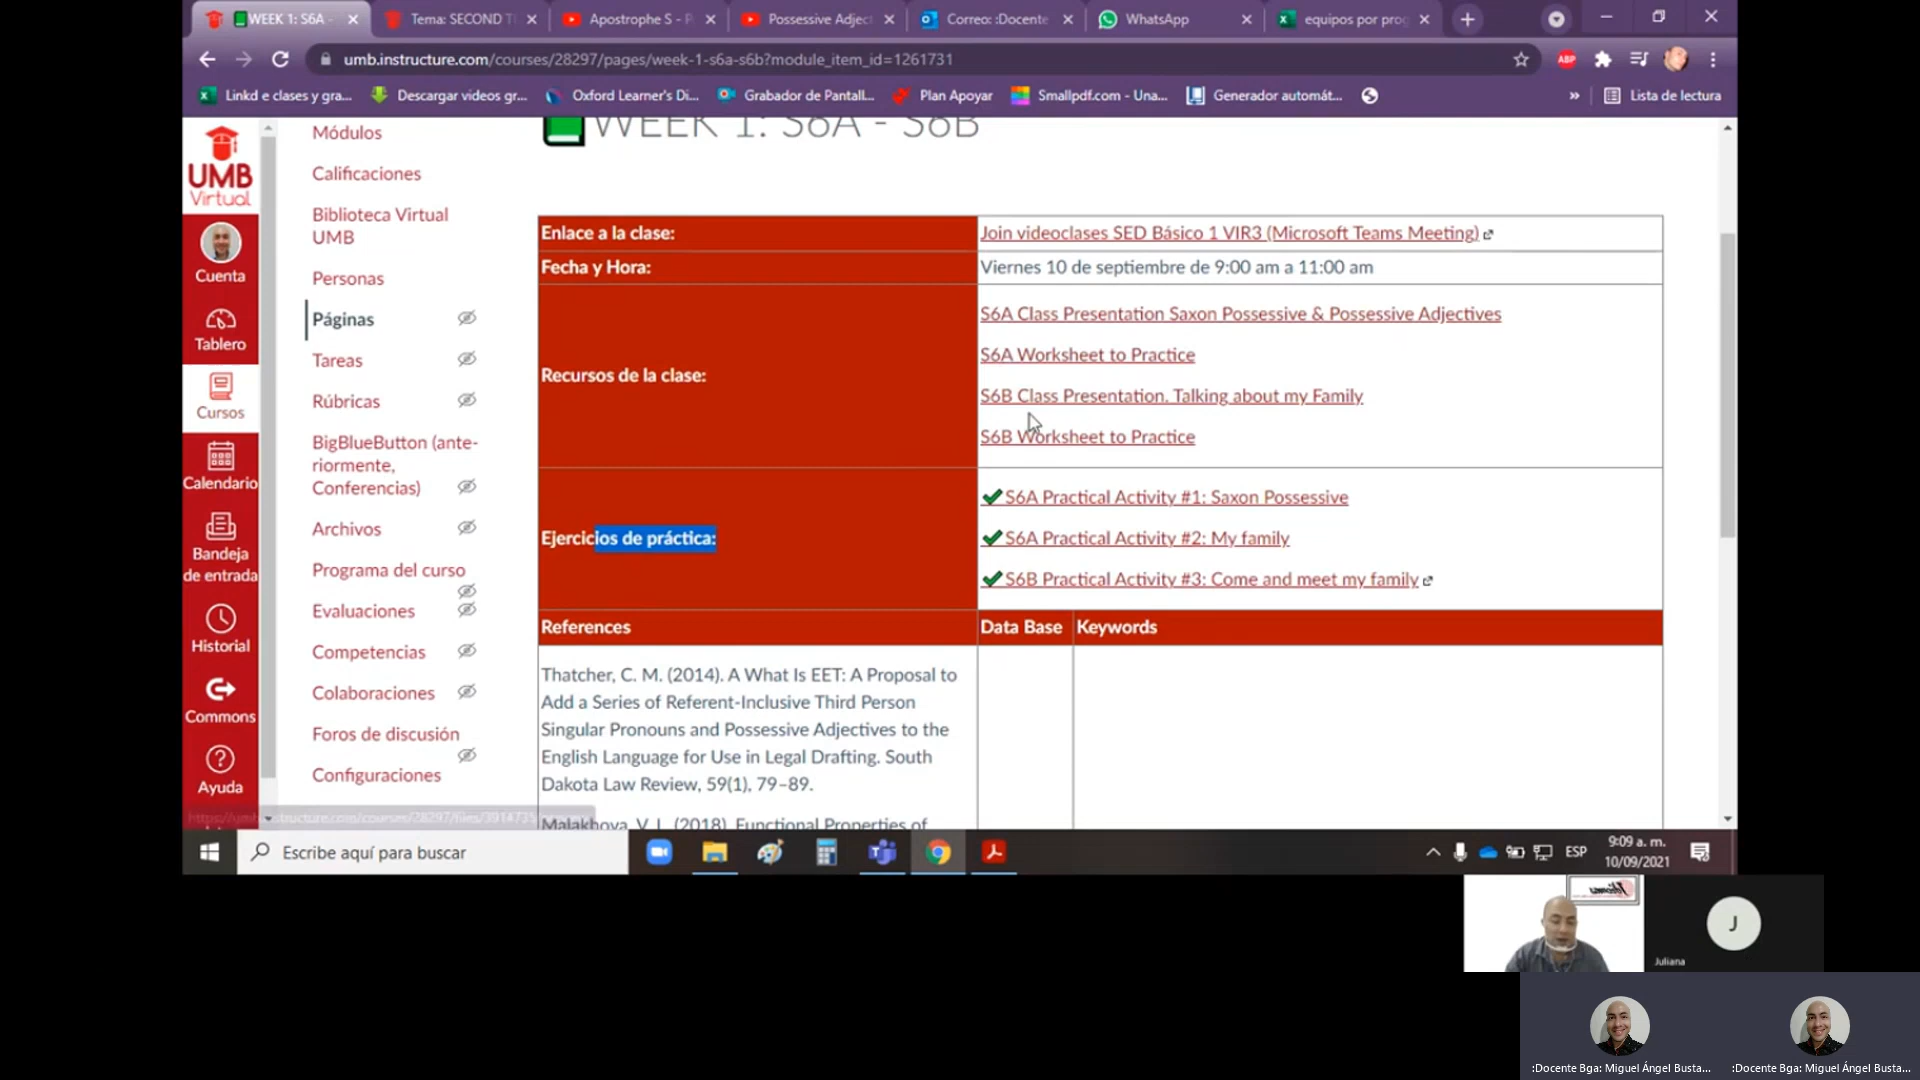 WEEK 1: S6A -
Tema: SECOND T
Apostrophe S - P
Possessive Adject
Correo: :Docente
WhatsApp
equipos por prog
umb.instructure.com/courses/28297/pages/week-1-s6a-s6b?module_item_id=1261731
ABP
Linkd e clases y gra...
Descargar videos gr...
Oxford Learner's Di...
Grabador de Pantall...
Plan Apoyar
Smallpdf.com - Una...
Generador automát...
»
Lista de lectura
UMB
Virtual
Cuenta
Tablero
Cursos
Calendario
Bandeja
de entrada
Historial
Commons
Ayuda
Módulos
Calificaciones
Biblioteca Virtual
UMB
Personas
Páginas
Tareas
Rúbricas
BigBlueButton (ante-
riormente,
Conferencias)
Archivos
Programa del curso
Evaluaciones
Competencias
Colaboraciones
Foros de discusión
Configuraciones
WEEK 1: S6A - S6B
Enlace a la clase:
Join videoclases SED Básico 1 VIR3 (Microsoft Teams Meeting)
Fecha y Hora:
Viernes 10 de septiembre de 9:00 am a 11:00 am
Recursos de la clase:
S6A Class Presentation Saxon Possessive & Possessive Adjectives
S6A Worksheet to Practice
S6B Class Presentation. Talking about my Family
S6B Worksheet to Practice
Ejercicios de práctica:
S6A Practical Activity #1: Saxon Possessive
S6A Practical Activity #2: My family
S6B Practical Activity #3: Come and meet my family
References
Data Base
Keywords
Thatcher, C. M. (2014). A What Is EET: A Proposal to
Add a Series of Referent-Inclusive Third Person
Singular Pronouns and Possessive Adjectives to the
English Language for Use in Legal Drafting. South
Dakota Law Review, 59(1), 79–89.
Malakhova, V. L. (2018). Functional Properties of
Escribe aquí para buscar
ESP
9:09 a. m.
10/09/2021
J
Juliana
:Docente Bga: Miguel Ángel Busta...
:Docente Bga: Miguel Ángel Busta...